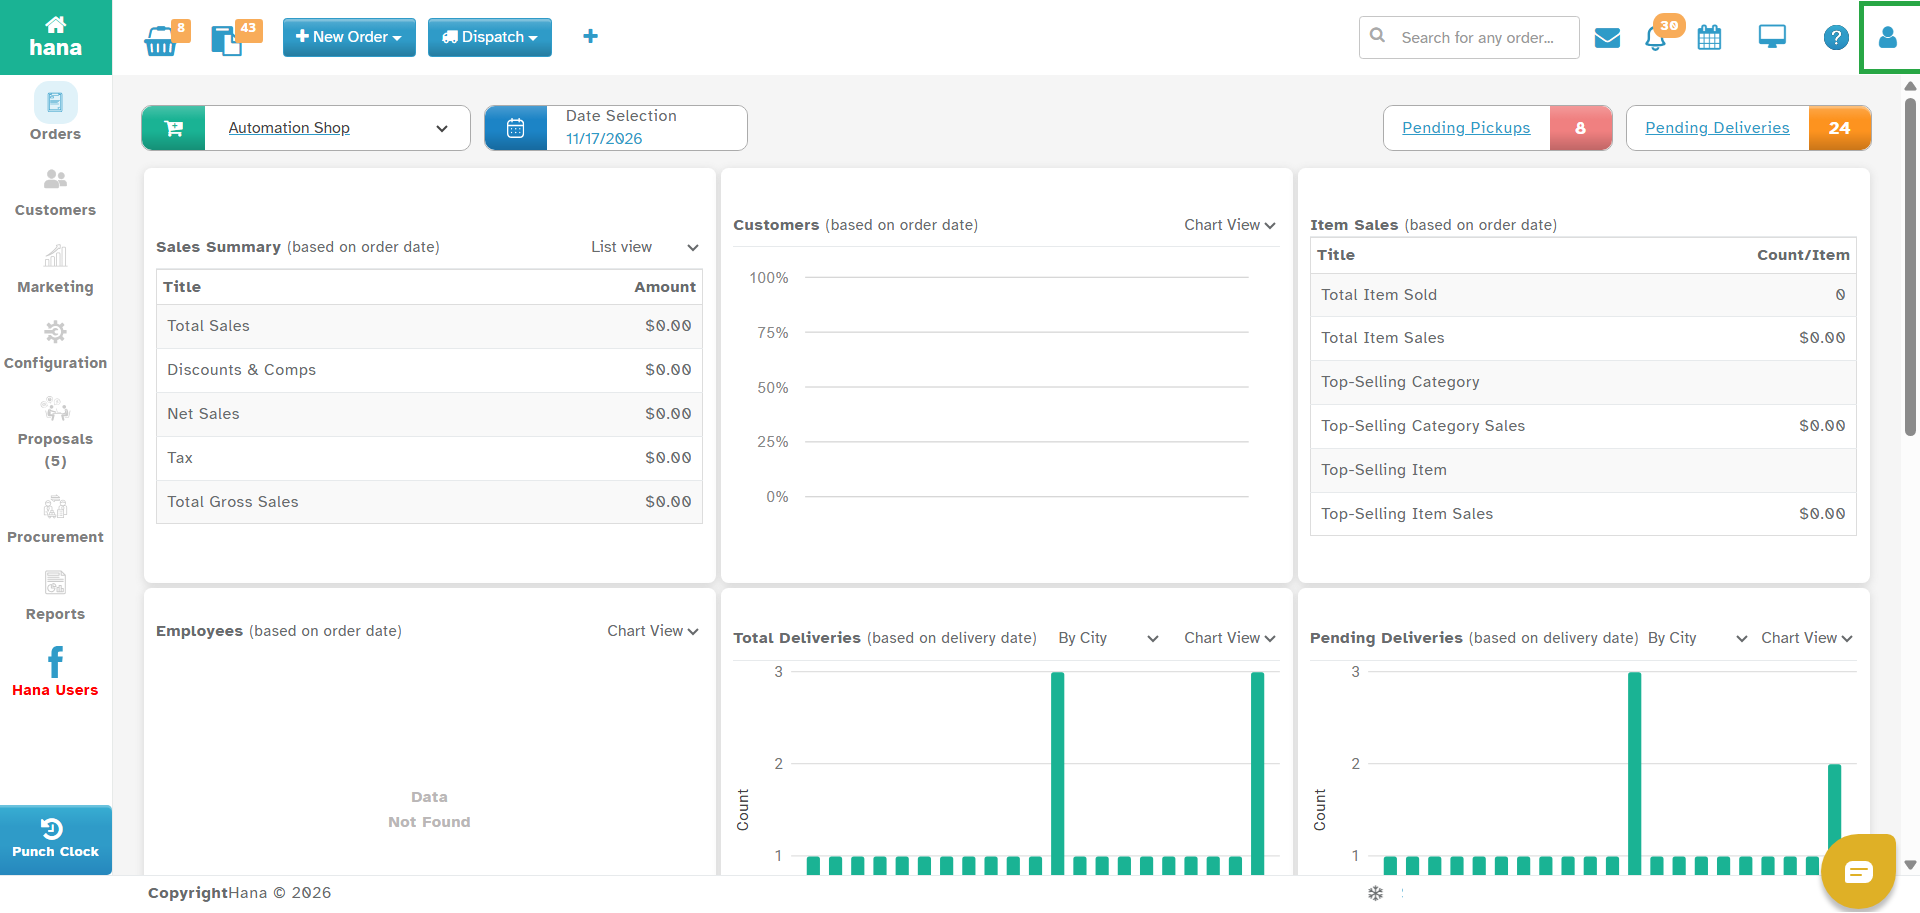 hana
8
43
New Order
Dispatch
Search for any order...
30
Orders
Customers
Marketing
Configuration
Proposals
(5)
Procurement
Reports
Hana Users
Punch Clock
Automation Shop
Date Selection
11/17/2026
Pending Pickups 8
Pending Deliveries 24
Sales Summary (based on order date) List view
Title Amount
Total Sales $0.00
Discounts & Comps $0.00
Net Sales $0.00
Tax $0.00
Total Gross Sales $0.00
Customers (based on order date) Chart View
100%
75%
50%
25%
0%
Item Sales (based on order date)
Title Count/Item
Total Item Sold 0
Total Item Sales $0.00
Top-Selling Category
Top-Selling Category Sales $0.00
Top-Selling Item
Top-Selling Item Sales $0.00
Employees (based on order date) Chart View
Data
Not Found
Total Deliveries (based on delivery date) By City Chart View
3
2
Count
1
Pending Deliveries (based on delivery date) By City Chart View
3
2
Count
1
CopyrightHana © 2026